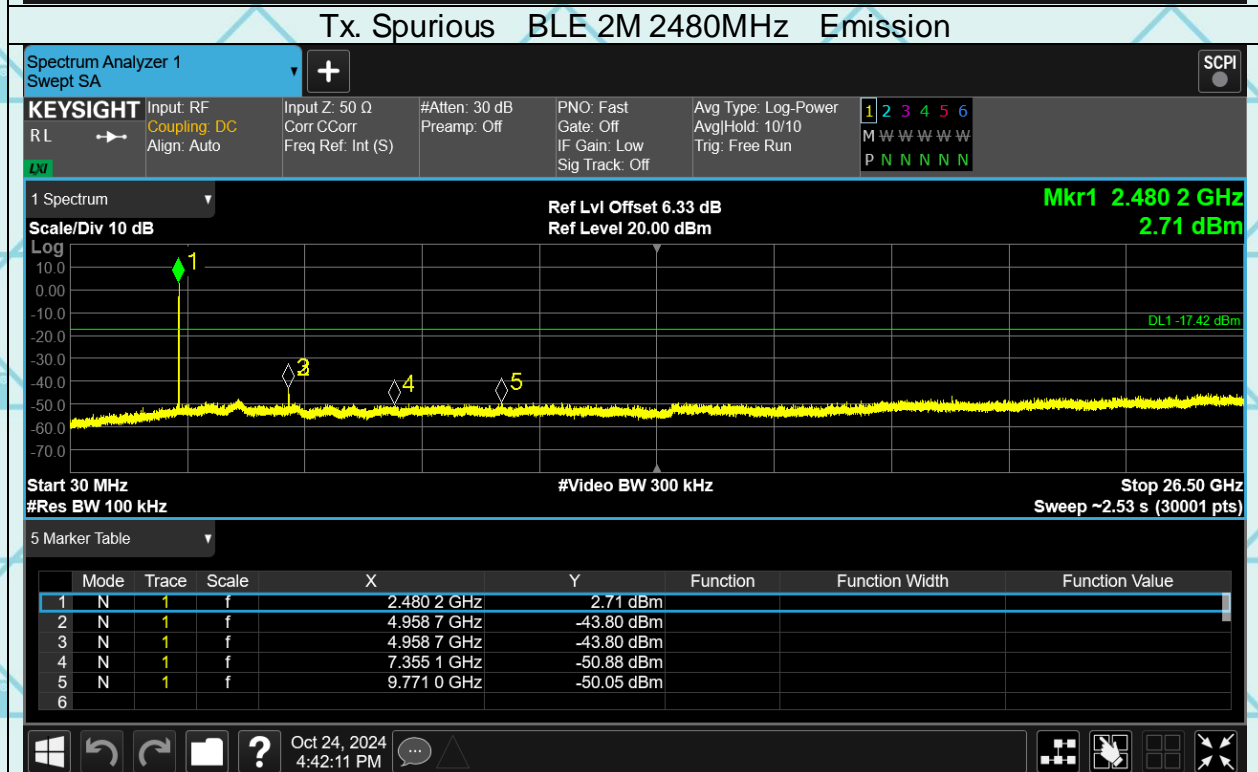 Tx. Spurious BLE 2M 2480MHz Emission
Spectrum Analyzer 1
Swept SA
+
SCPI
KEYSIGHT
RL
LXI
Input: RF
Coupling: DC
Align: Auto
Input Z: 50 Ω
Corr CCorr
Freq Ref: Int (S)
#Atten: 30 dB
Preamp: Off
PNO: Fast
Gate: Off
IF Gain: Low
Sig Track: Off
Avg Type: Log-Power
Avg|Hold: 10/10
Trig: Free Run
1 2 3 4 5 6
M W W W W W
P N N N N N
1 Spectrum
Scale/Div 10 dB
Ref Lvl Offset 6.33 dB
Ref Level 20.00 dBm
Mkr1 2.480 2 GHz
2.71 dBm
Log
10.0
0.00
-10.0
-20.0
-30.0
-40.0
-50.0
-60.0
-70.0
1
3
4
5
DL1 -17.42 dBm
Start 30 MHz
#Video BW 300 kHz
Stop 26.50 GHz
#Res BW 100 kHz
Sweep ~2.53 s (30001 pts)
5 Marker Table
Mode Trace Scale X Y Function Function Width Function Value
1 N 1 f 2.480 2 GHz 2.71 dBm
2 N 1 f 4.958 7 GHz -43.80 dBm
3 N 1 f 4.958 7 GHz -43.80 dBm
4 N 1 f 7.355 1 GHz -50.88 dBm
5 N 1 f 9.771 0 GHz -50.05 dBm
6
?
Oct 24, 2024
4:42:11 PM